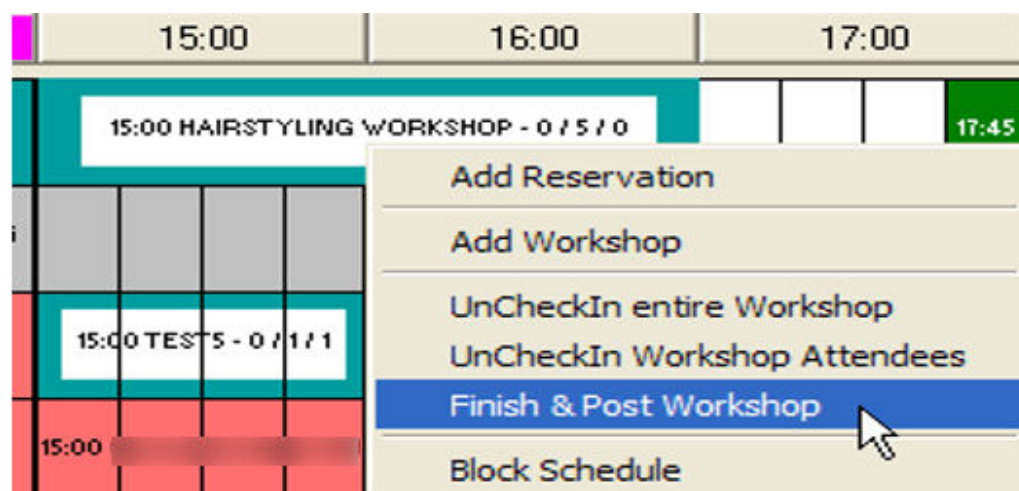 15:00 16:00 17:00
15:00 HAIRSTYLING WORKSHOP - 0 / 5 / 0
17:45
Add Reservation
Add Workshop
UnCheckIn entire Workshop
15:00 TEST5 - 0 / 1 / 1
UnCheckIn Workshop Attendees
Finish & Post Workshop
15:00
Block Schedule